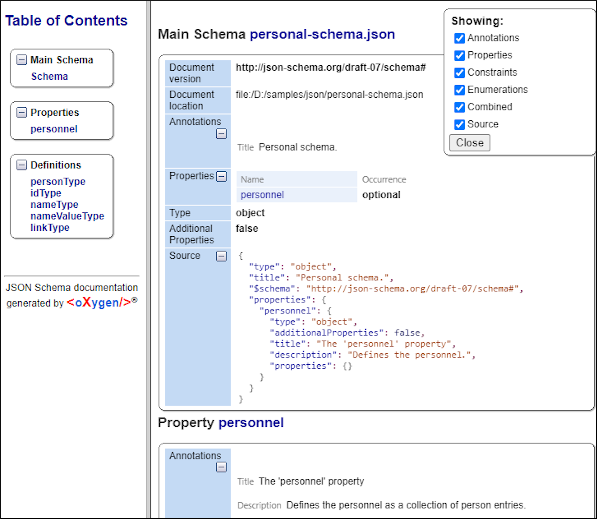 Table of Contents
Main Schema
Schema
Properties
personnel
Definitions
personType
idType
nameType
nameValueType
linkType
JSON Schema documentation
generated by <oXygen/>®
Main Schema personal-schema.json
Showing:
Annotations
Properties
Constraints
Enumerations
Combined
Source
Close
Document version http://json-schema.org/draft-07/schema#
Document location file:/D:/samples/json/personal-schema.json
Annotations
Title Personal schema.
Properties
Name Occurrence
personnel optional
Type object
Additional Properties false
Source {
"type": "object",
"title": "Personal schema.",
"$schema": "http://json-schema.org/draft-07/schema#",
"properties": {
"personnel": {
"type": "object",
"additionalProperties": false,
"title": "The 'personnel' property",
"description": "Defines the personnel.",
"properties": {}
}
}
}
Property personnel
Annotations
Title The 'personnel' property
Description Defines the personnel as a collection of person entries.